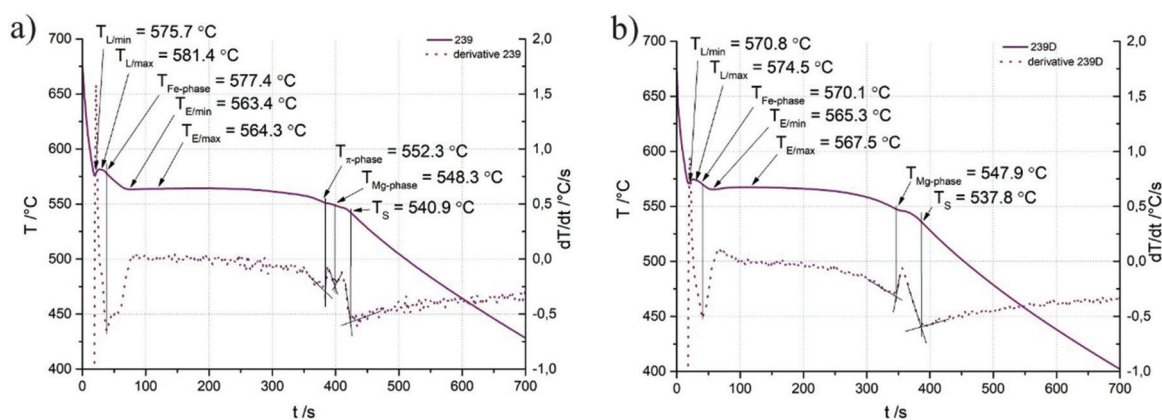 a)
T_L/min = 575.7 °C
T_L/max = 581.4 °C
T_Fe-phase = 577.4 °C
T_E/min = 563.4 °C
T_E/max = 564.3 °C
T_π-phase = 552.3 °C
T_Mg-phase = 548.3 °C
T_S = 540.9 °C
239
derivative 239
700
650
600
550
500
450
400
T /°C
0
100
200
300
400
500
600
700
t /s
2,0
1,5
1,0
0,5
0,0
-0,5
-1,0
dT/dt /°C/s
b)
T_L/min = 570.8 °C
T_L/max = 574.5 °C
T_Fe-phase = 570.1 °C
T_E/min = 565.3 °C
T_E/max = 567.5 °C
T_Mg-phase = 547.9 °C
T_S = 537.8 °C
239D
derivative 239D
700
650
600
550
500
450
400
T /°C
0
100
200
300
400
500
600
700
t /s
2,0
1,5
1,0
0,5
0,0
-0,5
-1,0
dT/dt /°C/s